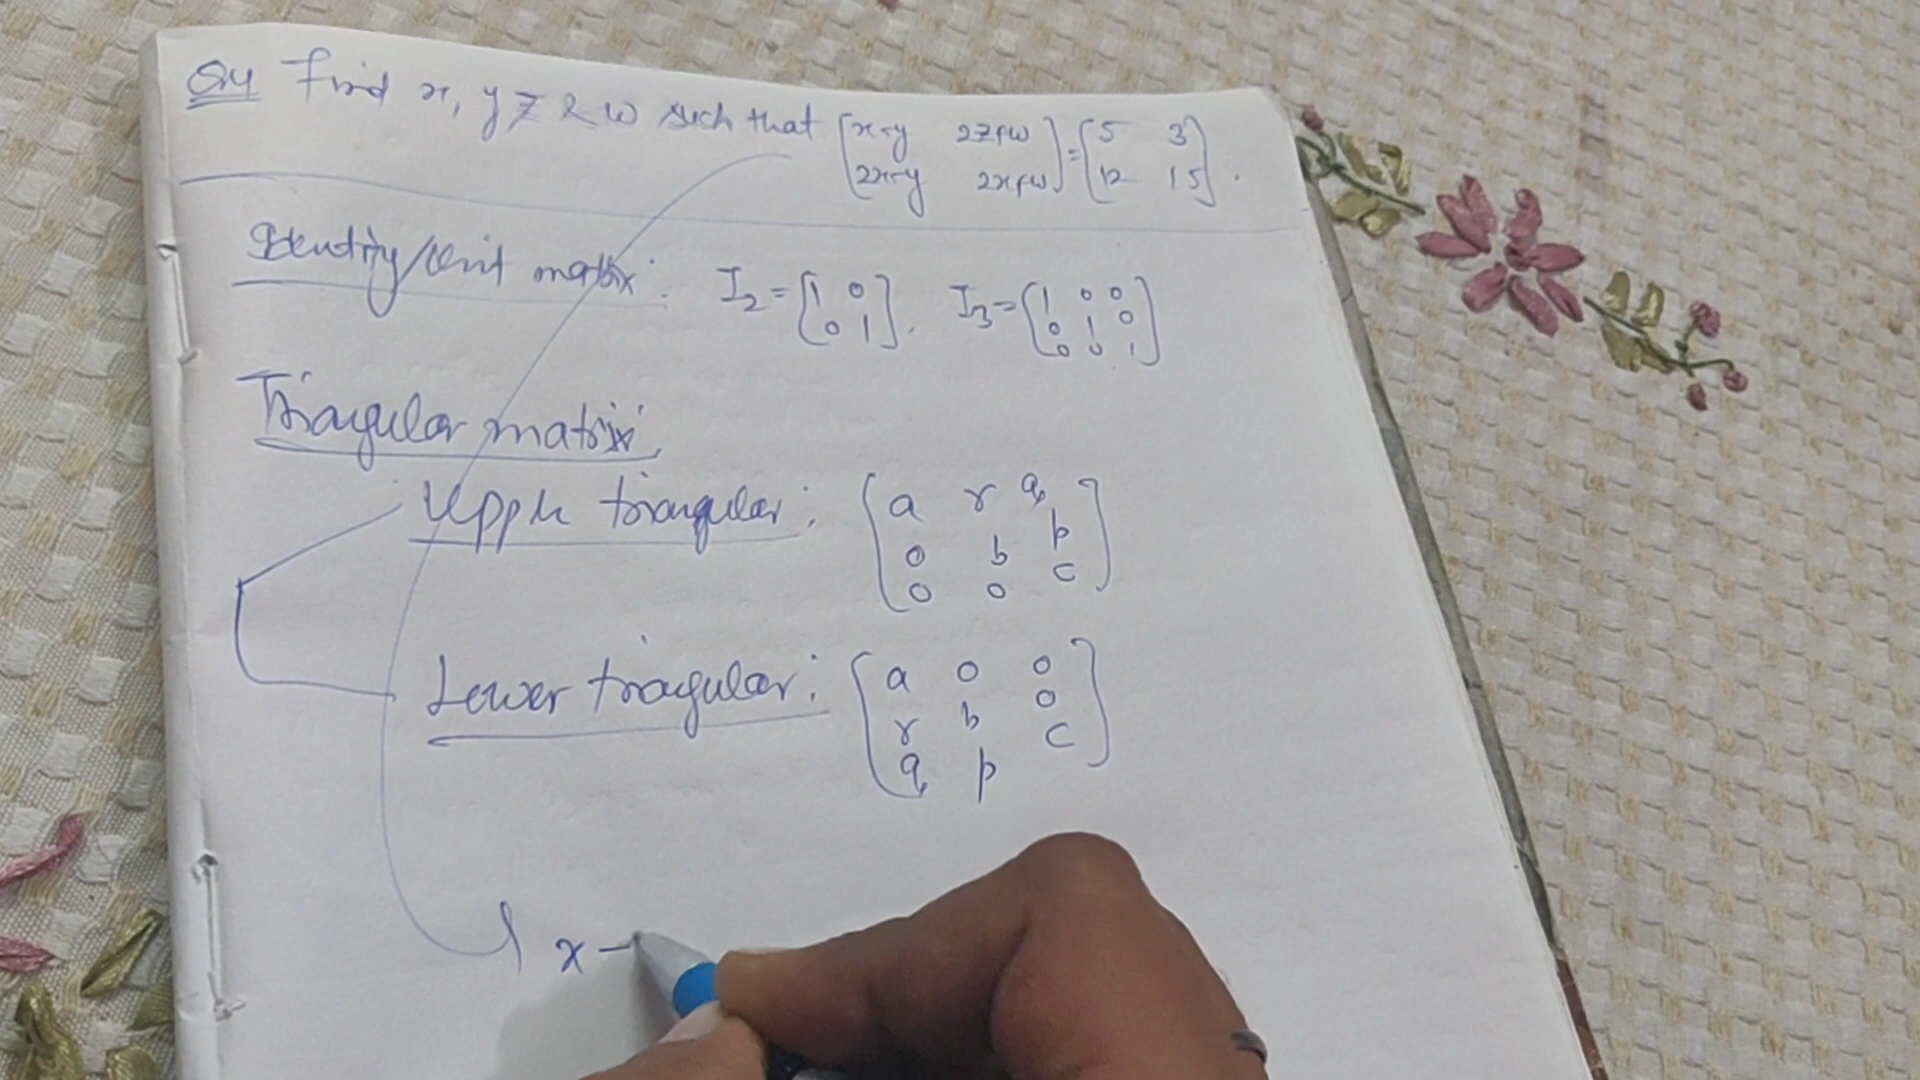 Q4 Find x, y z & w such that [x-y 2z+w] = [5 3]
[2x-y 2x+w] [12 15].
Identity/Unit matrix: I2 = [1 0], I3 = [1 0 0]
[0 1] [0 1 0]
[0 0 1]
Triangular matrix.
Upper triangular: [a r q]
[0 b p]
[0 0 c]
Lower triangular: [a 0 0]
[r b 0]
[q p c]
x -